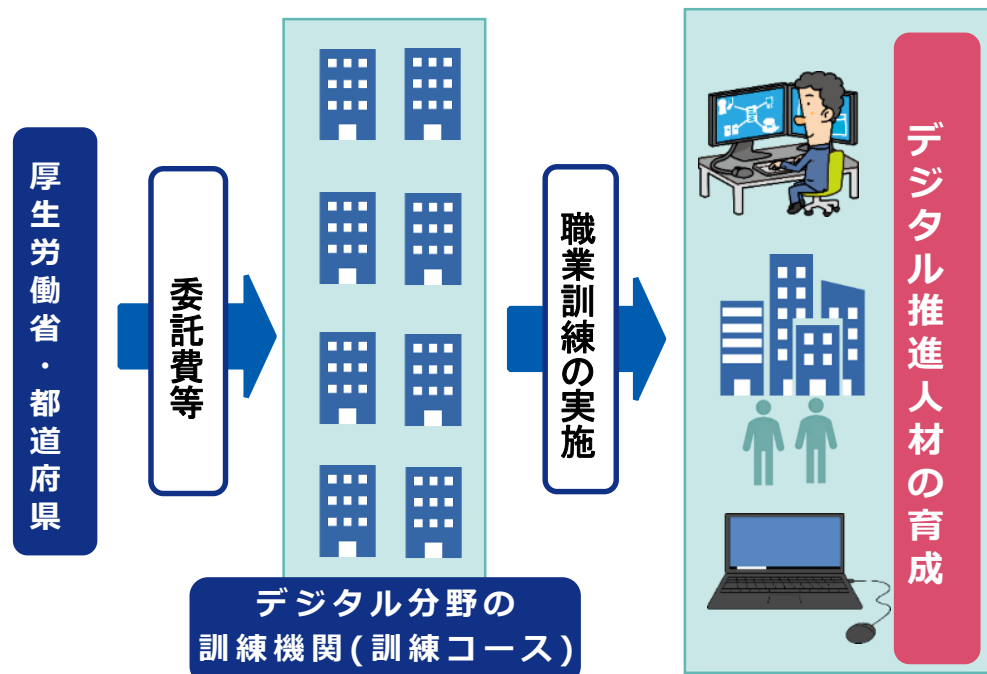 厚生労働省・都道府県
委託費等
デジタル分野の
訓練機関(訓練コース)
職業訓練の実施
デジタル推進人材の育成